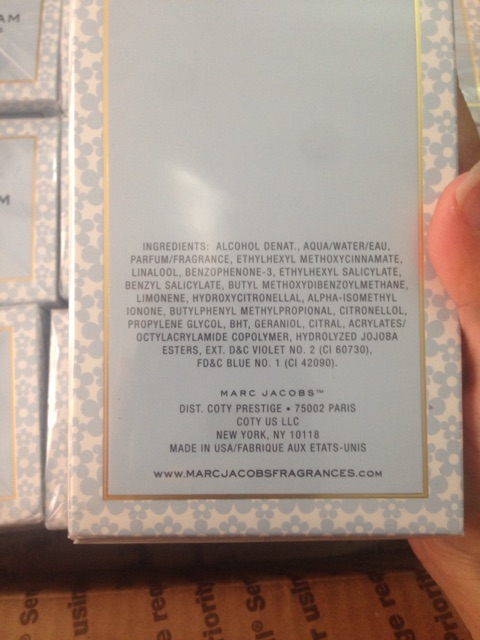 AM
M
INGREDIENTS: ALCOHOL DENAT., AQUA/WATER/EAU,
PARFUM/FRAGRANCE, ETHYLHEXYL METHOXYCINNAMATE,
LINALOOL, BENZOPHENONE-3, ETHYLHEXYL SALICYLATE,
BENZYL SALICYLATE, BUTYL METHOXYDIBENZOYLMETHANE,
LIMONENE, HYDROXYCITRONELLAL, ALPHA-ISOMETHYL
IONONE, BUTYLPHENYL METHYLPROPIONAL, CITRONELLOL,
PROPYLENE GLYCOL, BHT, GERANIOL, CITRAL, ACRYLATES/
OCTYLACRYLAMIDE COPOLYMER, HYDROLYZED JOJOBA
ESTERS, EXT. D&C VIOLET NO. 2 (CI 60730),
FD&C BLUE NO. 1 (CI 42090).
MARC JACOBS™
DIST. COTY PRESTIGE • 75002 PARIS
COTY US LLC
NEW YORK, NY 10118
MADE IN USA/FABRIQUE AUX ETATS-UNIS
WWW.MARCJACOBSFRAGRANCES.COM